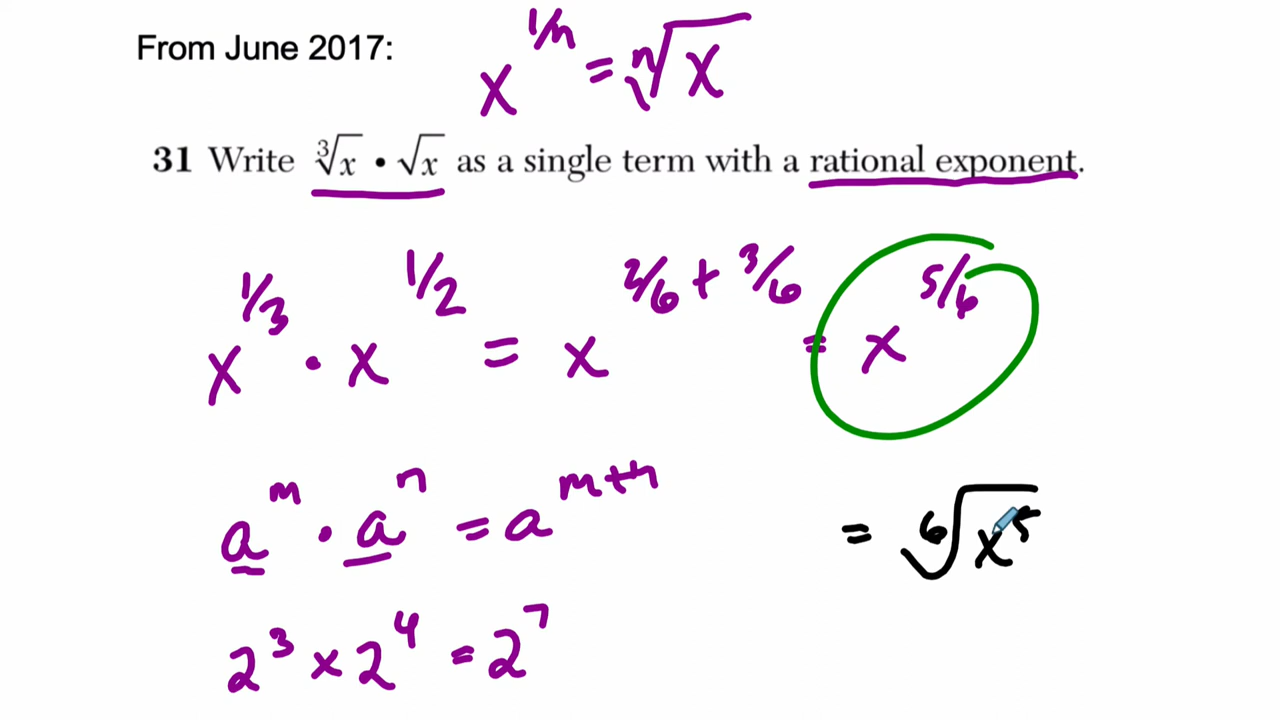 From June 2017:
x^{1/n} = ⁿ√x
31 Write ∛x • √x as a single term with a rational exponent.
x^{1/3} · x^{1/2} = x^{2/6 + 3/6} = x^{5/6}
a^m · a^n = a^{m+n}
= ⁶√x⁵
2³ × 2⁴ = 2⁷